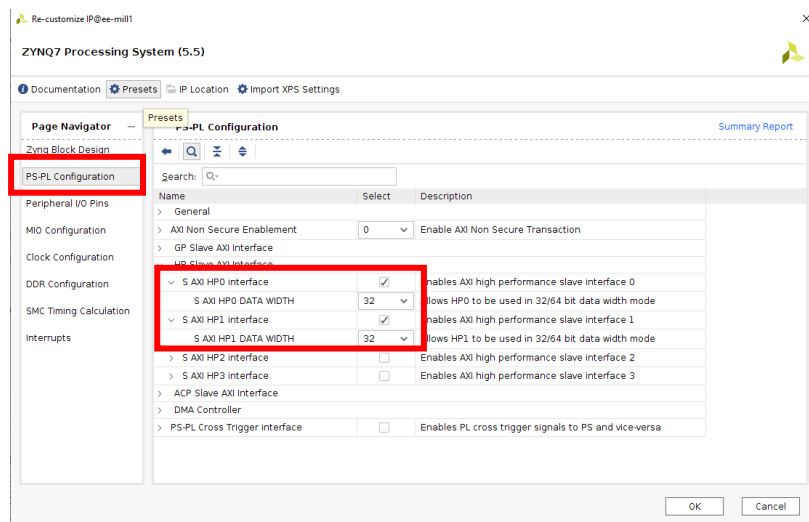 Re-customize IP@ee-mill1
ZYNQ7 Processing System (5.5)
Documentation Presets IP Location Import XPS Settings
Presets
Page Navigator
PS-PL Configuration
Summary Report
Zynq Block Design
PS-PL Configuration
Peripheral I/O Pins
MIO Configuration
Clock Configuration
DDR Configuration
SMC Timing Calculation
Interrupts
Search:
Name Select Description
General
AXI Non Secure Enablement 0 Enable AXI Non Secure Transaction
GP Slave AXI Interface
HP Slave AXI Interface
S AXI HP0 interface Enables AXI high performance slave interface 0
S AXI HP0 DATA WIDTH 32 Allows HP0 to be used in 32/64 bit data width mode
S AXI HP1 interface Enables AXI high performance slave interface 1
S AXI HP1 DATA WIDTH 32 Allows HP1 to be used in 32/64 bit data width mode
S AXI HP2 interface Enables AXI high performance slave interface 2
S AXI HP3 interface Enables AXI high performance slave interface 3
ACP Slave AXI Interface
DMA Controller
PS-PL Cross Trigger interface Enables PL cross trigger signals to PS and vice-versa
OK Cancel